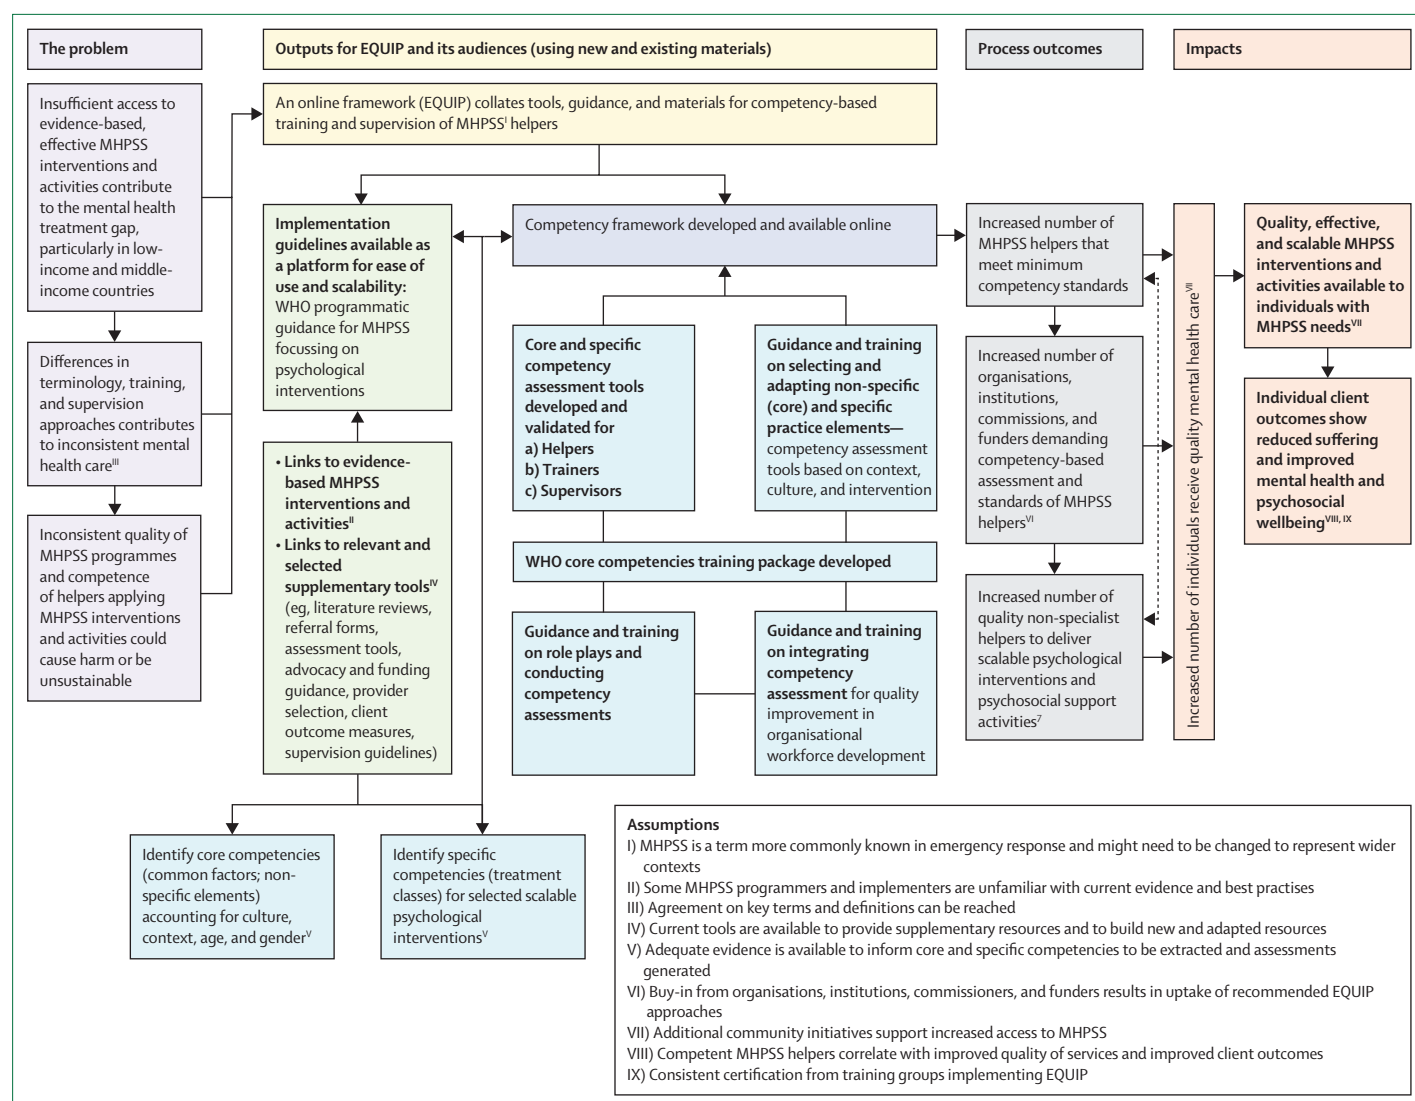 The problem
Outputs for EQUIP and its audiences (using new and existing materials)
Process outcomes
Impacts
Insufficient access to
evidence-based,
effective MHPSS
interventions and
activities contribute
to the mental health
treatment gap,
particularly in low-
income and middle-
income countries
Differences in
terminology, training,
and supervision
approaches contributes
to inconsistent mental
health careIII
Inconsistent quality of
MHPSS programmes
and competence
of helpers applying
MHPSS interventions
and activities could
cause harm or be
unsustainable
An online framework (EQUIP) collates tools, guidance, and materials for competency-based
training and supervision of MHPSSI helpers
Implementation
guidelines available as
a platform for ease of
use and scalability:
WHO programmatic
guidance for MHPSS
focussing on
psychological
interventions
• Links to evidence-
based MHPSS
interventions and
activitiesII
• Links to relevant and
selected
supplementary toolsIV
(eg, literature reviews,
referral forms,
assessment tools,
advocacy and funding
guidance, provider
selection, client
outcome measures,
supervision guidelines)
Identify core competencies
(common factors; non-
specific elements)
accounting for culture,
context, age, and genderV
Identify specific
competencies (treatment
classes) for selected scalable
psychological
interventionsV
Competency framework developed and available online
Core and specific
competency
assessment tools
developed and
validated for
a) Helpers
b) Trainers
c) Supervisors
Guidance and training
on selecting and
adapting non-specific
(core) and specific
practice elements—
competency assessment
tools based on context,
culture, and intervention
WHO core competencies training package developed
Guidance and training
on role plays and
conducting
competency
assessments
Guidance and training
on integrating
competency
assessment for quality
improvement in
organisational
workforce development
Increased number of
MHPSS helpers that
meet minimum
competency standards
Increased number of
organisations,
institutions,
commissions, and
funders demanding
competency-based
assessment and
standards of MHPSS
helpersVI
Increased number of
quality non-specialist
helpers to deliver
scalable psychological
interventions and
psychosocial support
activities7
Increased number of individuals receive quality mental health careVII
Quality, effective,
and scalable MHPSS
interventions and
activities available to
individuals with
MHPSS needsVII
Individual client
outcomes show
reduced suffering
and improved
mental health and
psychosocial
wellbeingVIII, IX
Assumptions
I) MHPSS is a term more commonly known in emergency response and might need to be changed to represent wider
contexts
II) Some MHPSS programmers and implementers are unfamiliar with current evidence and best practises
III) Agreement on key terms and definitions can be reached
IV) Current tools are available to provide supplementary resources and to build new and adapted resources
V) Adequate evidence is available to inform core and specific competencies to be extracted and assessments
generated
VI) Buy-in from organisations, institutions, commissioners, and funders results in uptake of recommended EQUIP
approaches
VII) Additional community initiatives support increased access to MHPSS
VIII) Competent MHPSS helpers correlate with improved quality of services and improved client outcomes
IX) Consistent certification from training groups implementing EQUIP